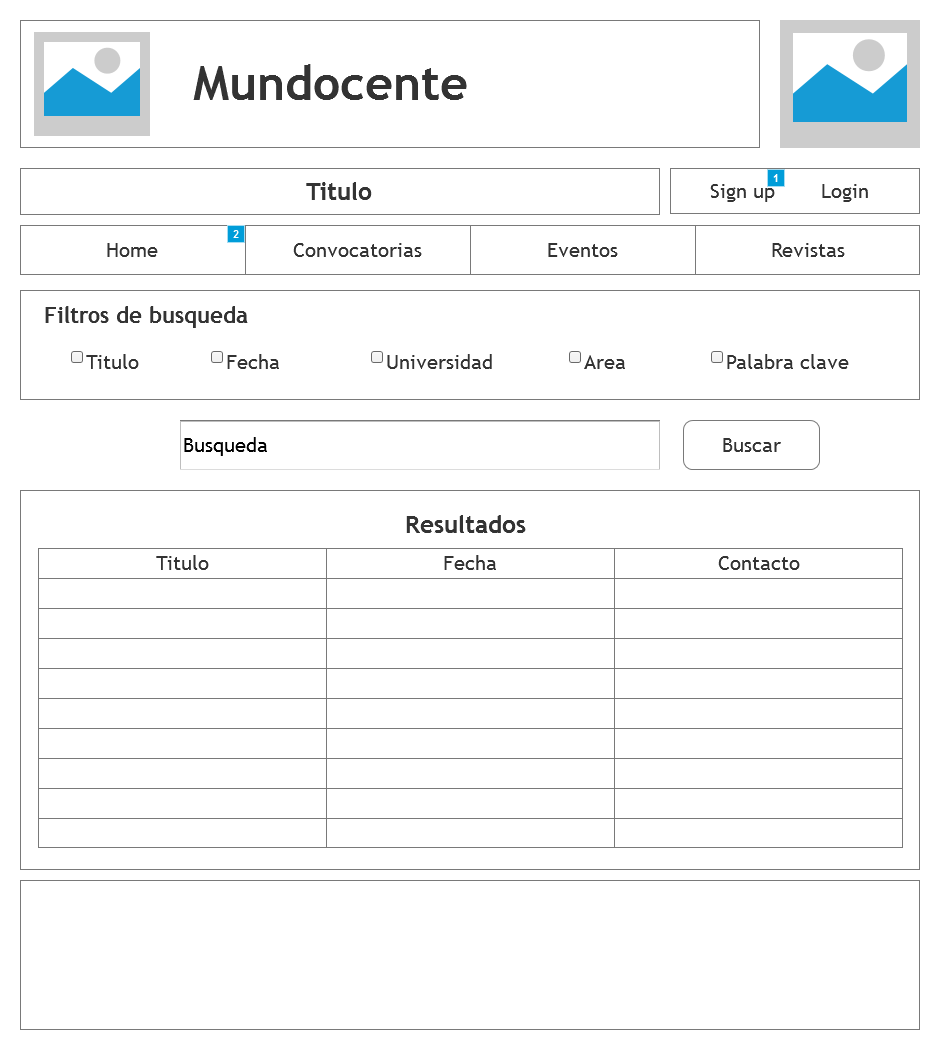 Mundocente
Titulo
Sign up 1 Login
Home 2 Convocatorias Eventos Revistas
Filtros de busqueda
Titulo Fecha Universidad Area Palabra clave
Busqueda Buscar
Resultados
Titulo Fecha Contacto